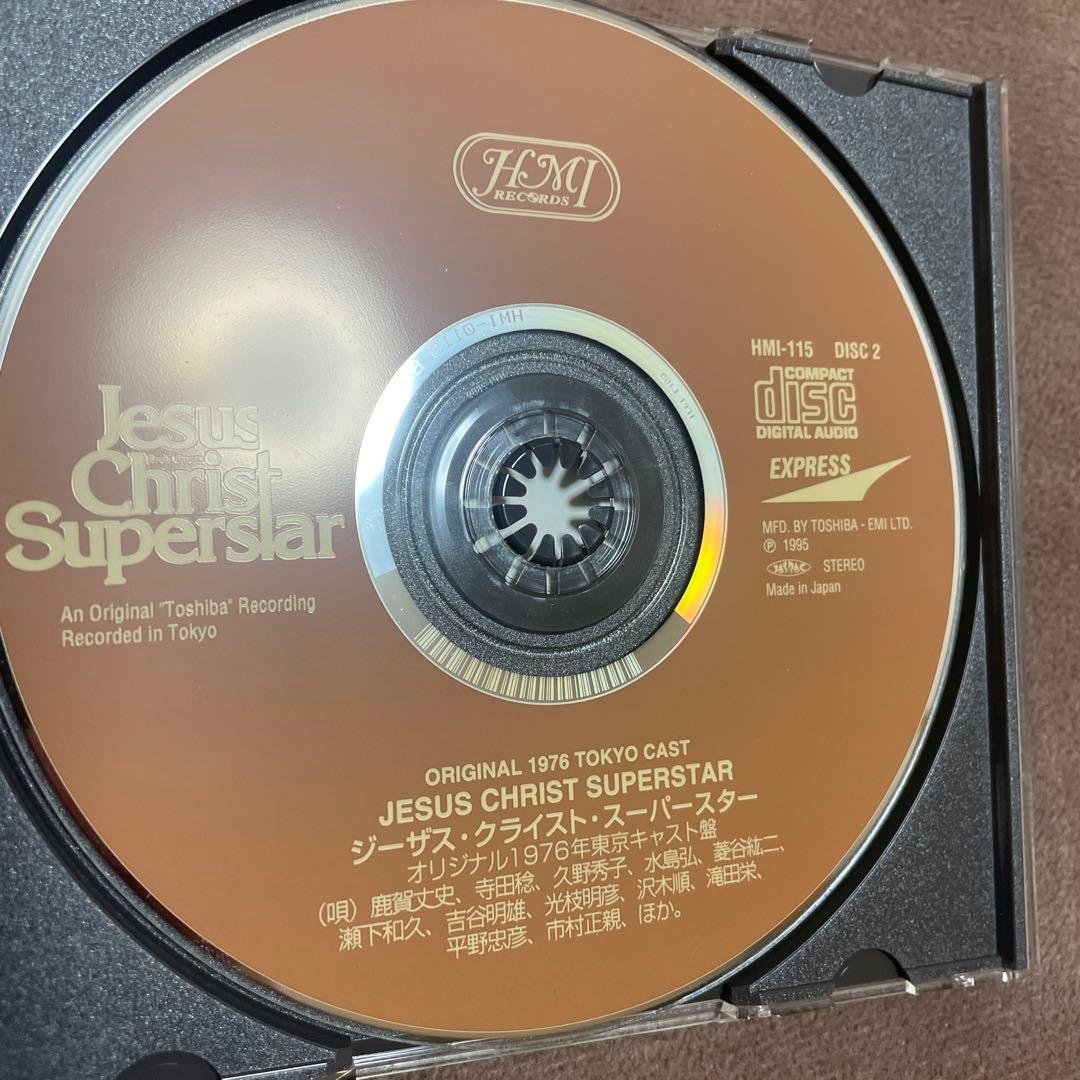 HMI
RECORDS
HMI-115 DISC 2
COMPACT
disc
DIGITAL AUDIO
EXPRESS
MFD. BY TOSHIBA - EMI LTD.
Ⓟ 1995
JASRAC STEREO
Made in Japan
Jesus
Christ
Superstar
An Original "Toshiba" Recording
Recorded in Tokyo
ORIGINAL 1976 TOKYO CAST
JESUS CHRIST SUPERSTAR
ジーザス・クライスト・スーパースター
オリジナル1976年東京キャスト盤
（唄）鹿賀丈史、寺田稔、久野秀子、水島弘、菱谷紘二、
瀬下和久、吉谷明雄、光枝明彦、沢木順、滝田栄、
平野忠彦、市村正親、ほか。